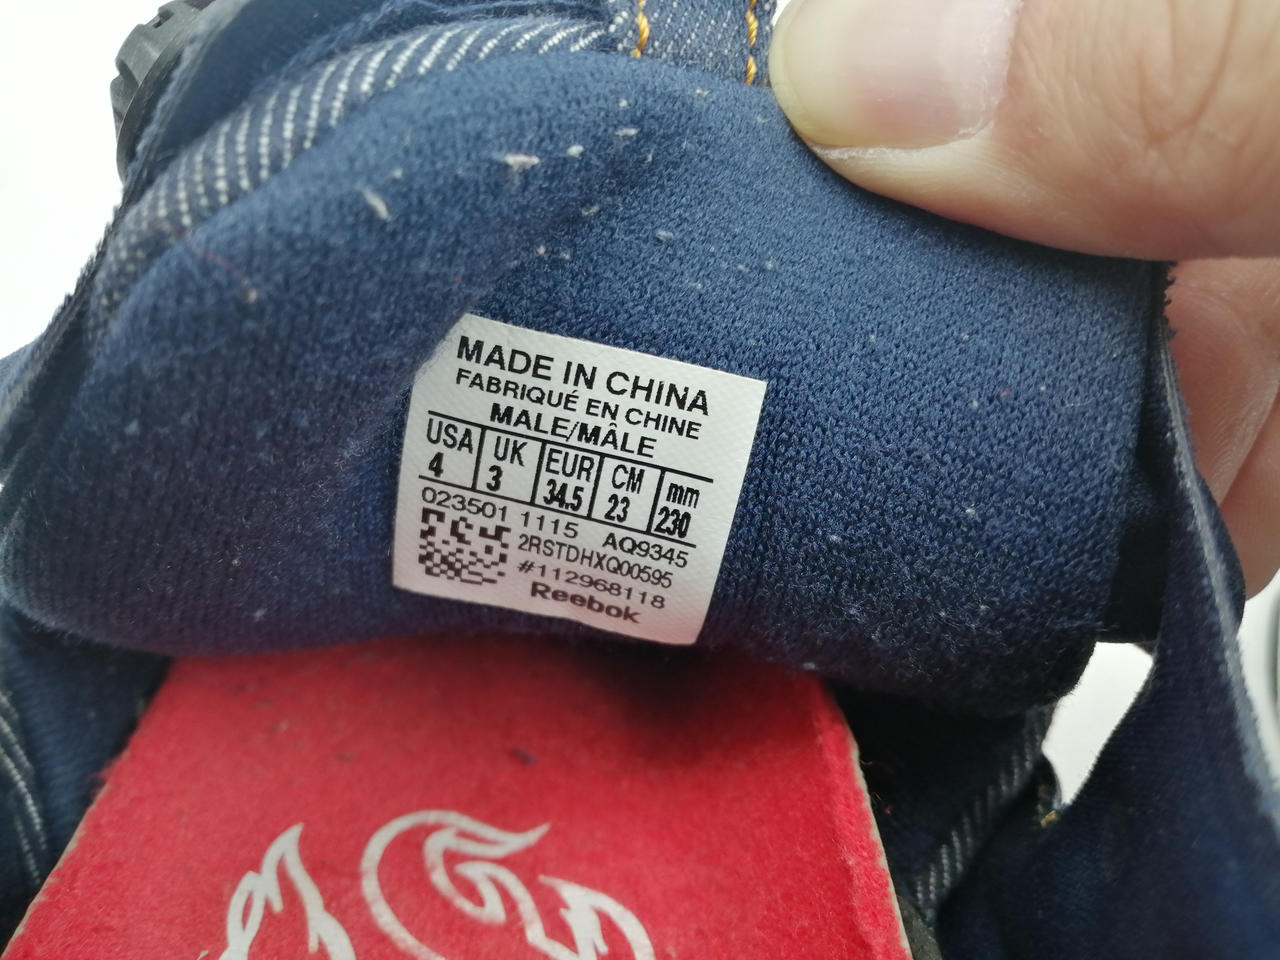 MADE IN CHINA
FABRIQUÉ EN CHINE
MALE/MÂLE
USA UK EUR CM mm
4 3 34.5 23 230
023501 1115 AQ9345
2RSTDHXQ00595
#112968118
Reebok